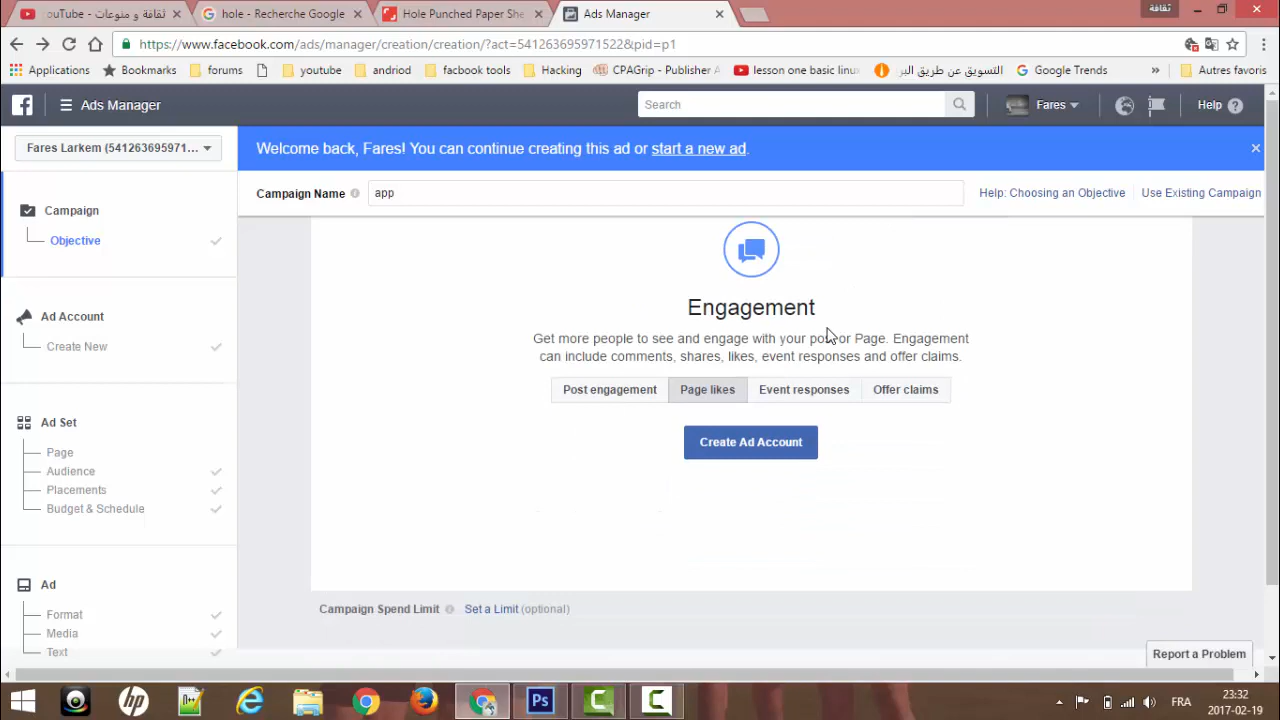 YouTube - ثقافة و منوعات
hole - Recherche Google
Hole Punched Paper She
Ads Manager
ثقافة
https://www.facebook.com/ads/manager/creation/creation/?act=541263695971522&pid=p1
Applications
Bookmarks
forums
youtube
andriod
facbook tools
Hacking
CPAGrip - Publisher A
lesson one basic linu
التسويق عن طريق البر
Google Trends
»
Autres favoris
Ads Manager
Search
Fares
Help
Fares Larkem (541263695971...
Welcome back, Fares! You can continue creating this ad or start a new ad.
Campaign Name
app
Help: Choosing an Objective
Use Existing Campaign
Campaign
Objective
Ad Account
Create New
Ad Set
Page
Audience
Placements
Budget & Schedule
Ad
Format
Media
Text
Engagement
Get more people to see and engage with your post or Page. Engagement
can include comments, shares, likes, event responses and offer claims.
Post engagement
Page likes
Event responses
Offer claims
Create Ad Account
Campaign Spend Limit
Set a Limit (optional)
Report a Problem
Ps
FRA
23:32
2017-02-19